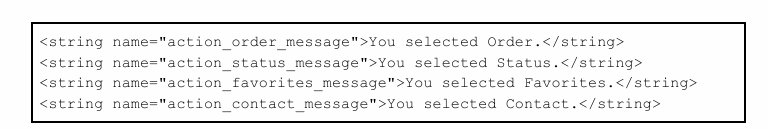 <string name="action_order_message">You selected Order.</string>
<string name="action_status_message">You selected Status.</string>
<string name="action_favorites_message">You selected Favorites.</string>
<string name="action_contact_message">You selected Contact.</string>